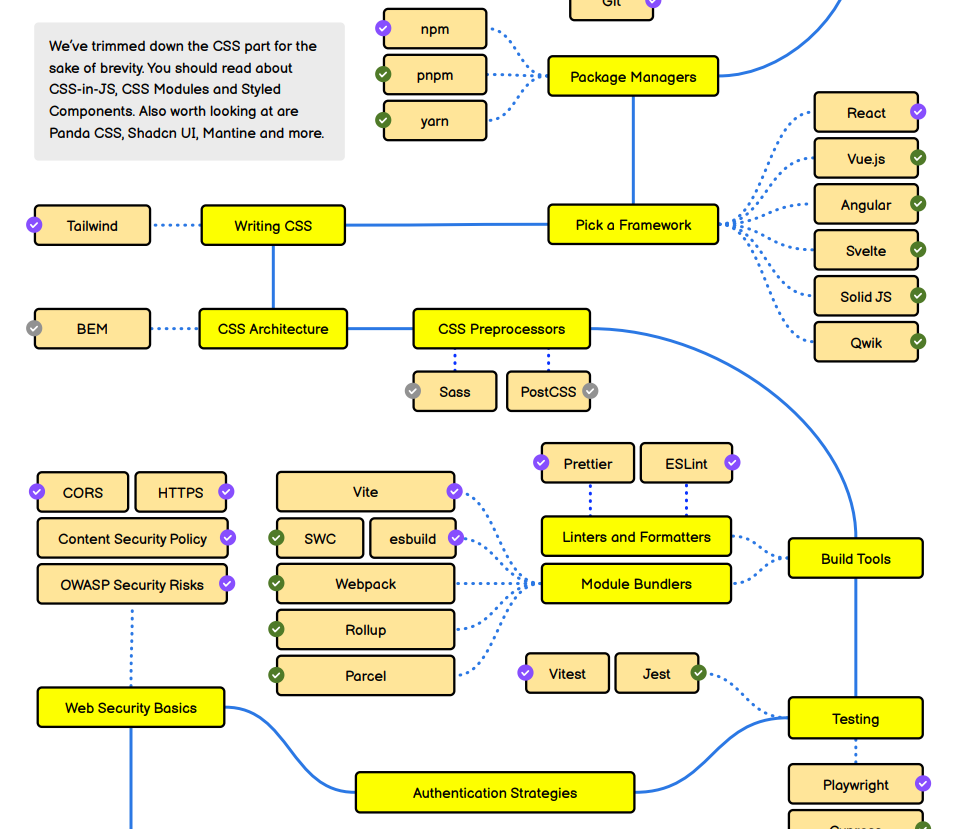 Git
npm
We've trimmed down the CSS part for the
sake of brevity. You should read about
CSS-in-JS, CSS Modules and Styled
Components. Also worth looking at are
Panda CSS, Shadcn UI, Mantine and more.
pnpm
Package Managers
yarn
React
Vue.js
Angular
Svelte
Solid JS
Qwik
Tailwind
Writing CSS
Pick a Framework
BEM
CSS Architecture
CSS Preprocessors
Sass
PostCSS
Prettier
ESLint
Linters and Formatters
Build Tools
Module Bundlers
CORS
HTTPS
Content Security Policy
OWASP Security Risks
Vite
SWC
esbuild
Webpack
Rollup
Parcel
Vitest
Jest
Web Security Basics
Testing
Authentication Strategies
Playwright